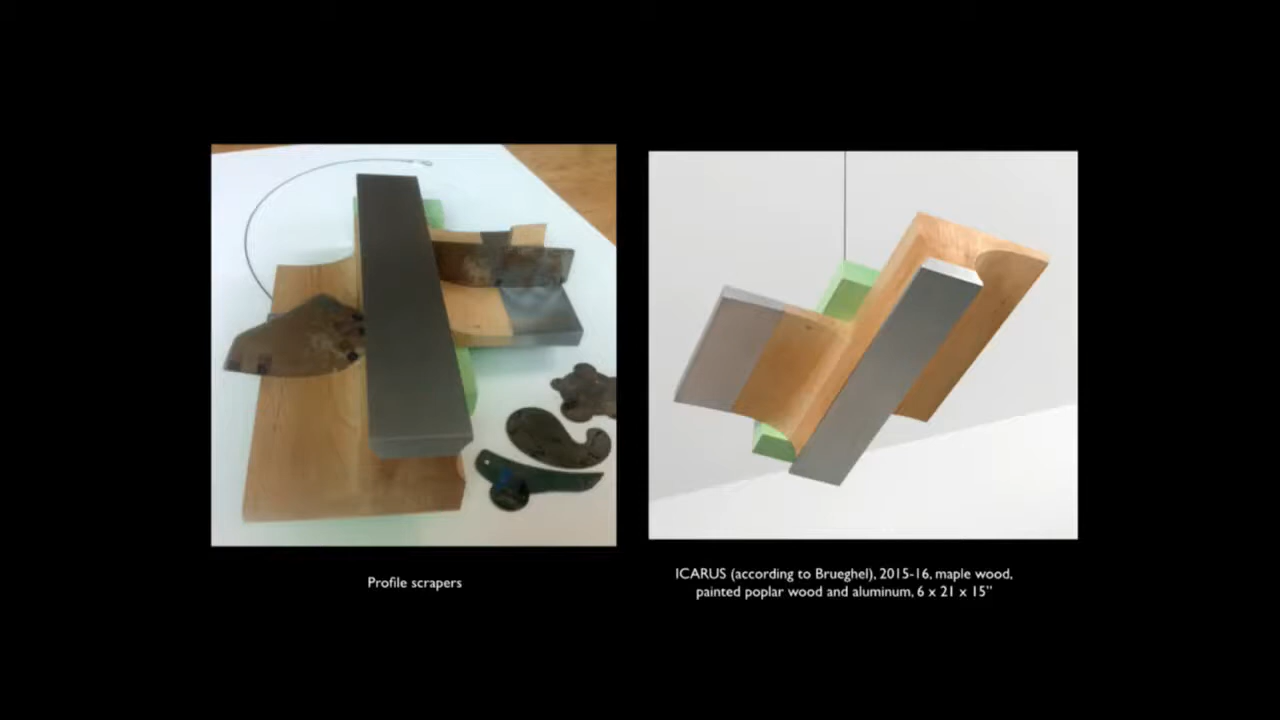 Profile scrapers
ICARUS (according to Brueghel), 2015-16, maple wood,
painted poplar wood and aluminum, 6 x 21 x 15”